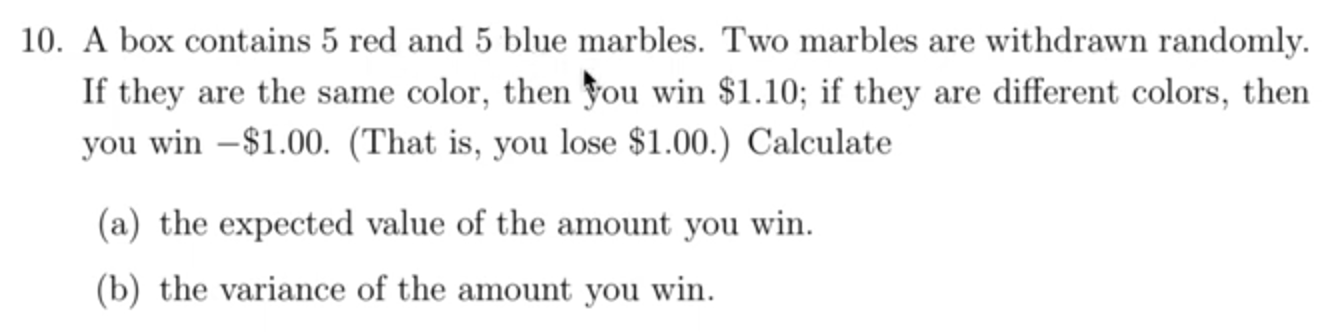 10. A box contains 5 red and 5 blue marbles. Two marbles are withdrawn randomly.
If they are the same color, then you win $1.10; if they are different colors, then
you win −$1.00. (That is, you lose $1.00.) Calculate
(a) the expected value of the amount you win.
(b) the variance of the amount you win.